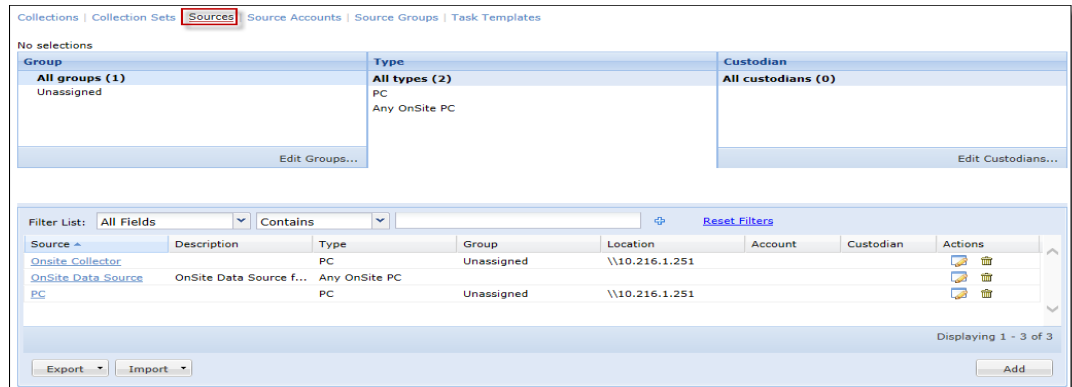 Collections | Collection Sets | Sources | Source Accounts | Source Groups | Task Templates
No selections
Group Type Custodian
All groups (1) All types (2) All custodians (0)
Unassigned PC
Any OnSite PC
Edit Groups... Edit Custodians...
Filter List: All Fields Contains Reset Filters
Source Description Type Group Location Account Custodian Actions
Onsite Collector PC Unassigned \\10.216.1.251
OnSite Data Source OnSite Data Source f... Any OnSite PC
PC PC Unassigned \\10.216.1.251
Displaying 1 - 3 of 3
Export Import Add